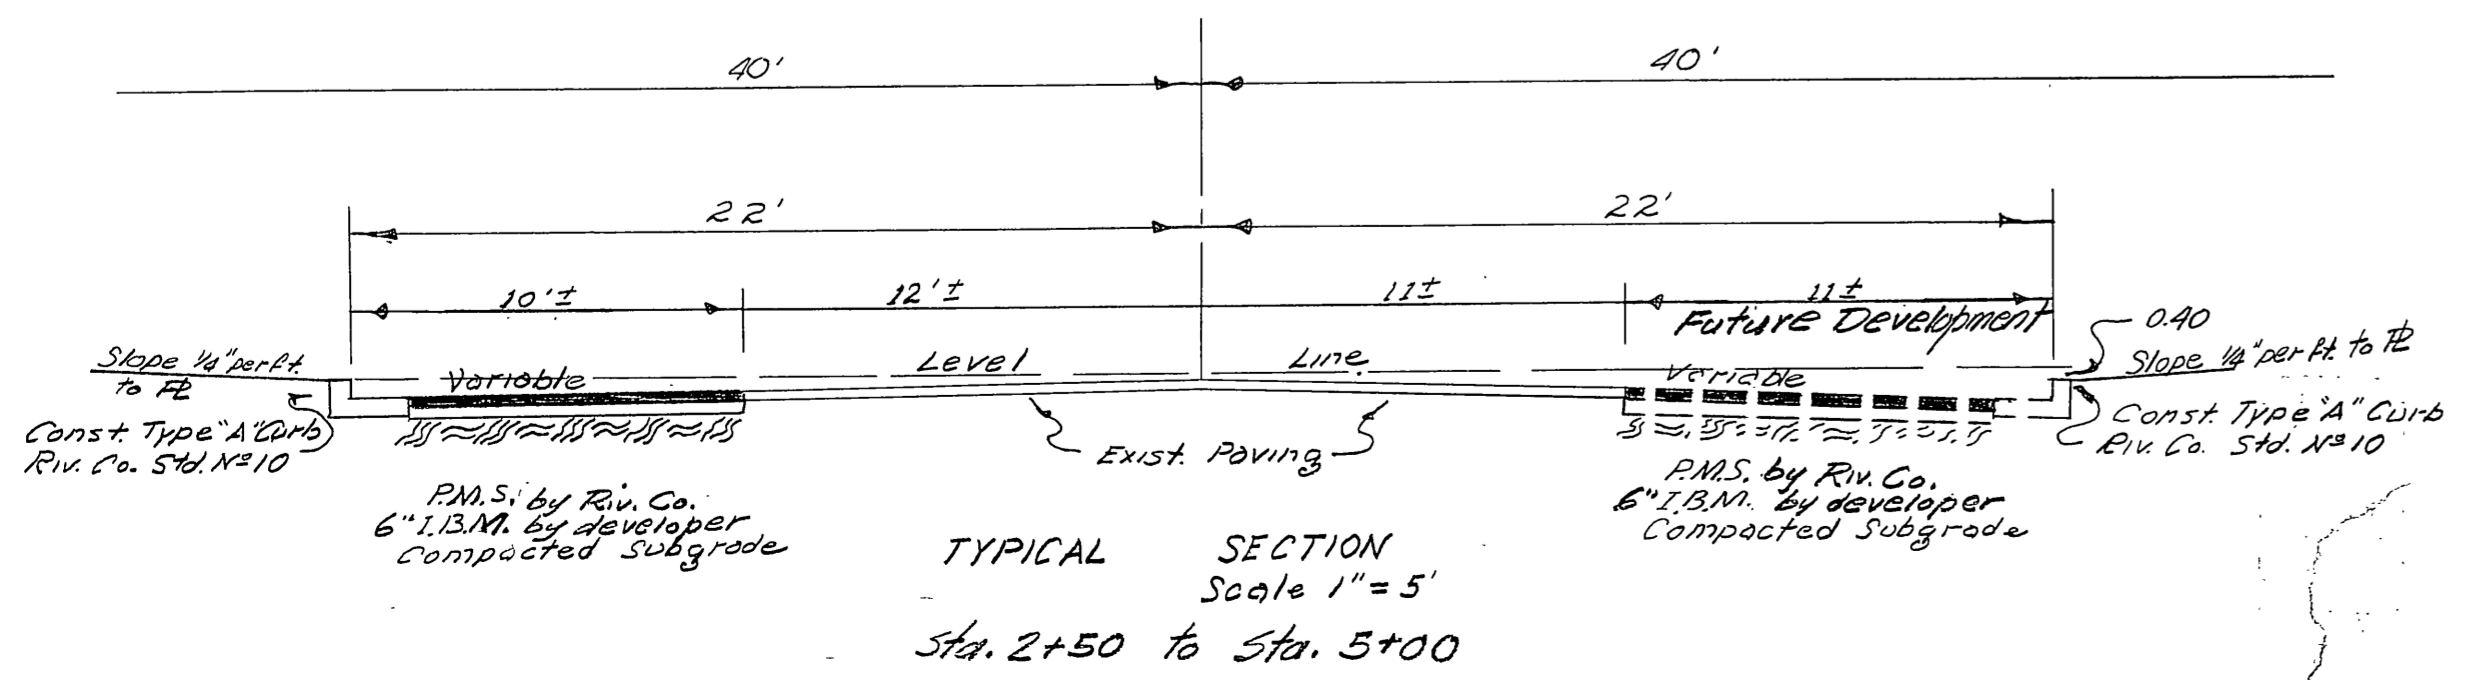 40'
40'
22'
22'
10'±
12'±
11±
11±
Future Development
0.40
Slope 1/4" per ft.
to PL
Variable
Level
Line
Variable
Slope 1/4" per ft. to PL
Const. Type "A" Curb
Riv. Co. Std. Nº 10
Exist. Paving
Const. Type "A" Curb
Riv. Co. Std. Nº 10
P.M.S. by Riv. Co.
6" I.B.M. by developer
Compacted Subgrade
P.M.S. by Riv. Co.
6" I.B.M. by developer
Compacted Subgrade
TYPICAL SECTION
Scale 1" = 5'
Sta. 2+50 to Sta. 5+00